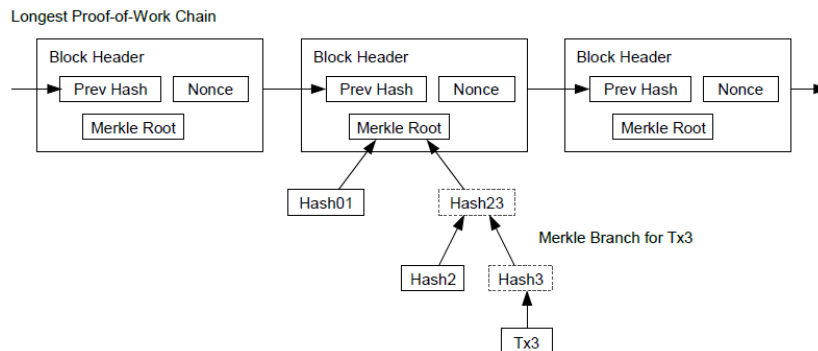 Longest Proof-of-Work Chain
Block Header
Prev Hash
Nonce
Merkle Root
Block Header
Prev Hash
Nonce
Merkle Root
Block Header
Prev Hash
Nonce
Merkle Root
Hash01
Hash23
Merkle Branch for Tx3
Hash2
Hash3
Tx3